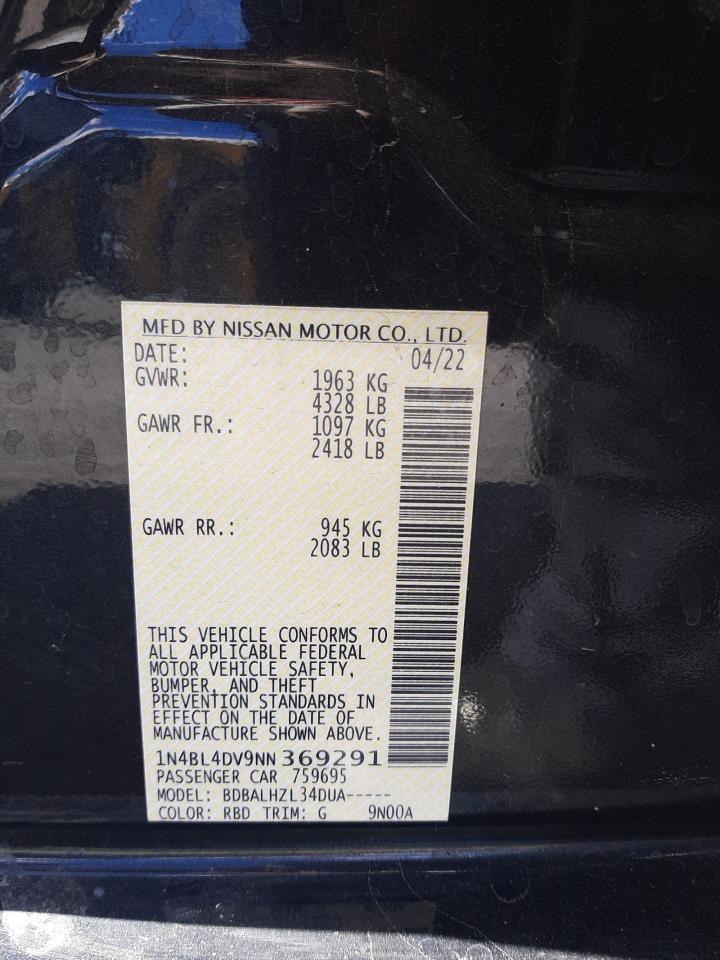 MFD BY NISSAN MOTOR CO., LTD.
DATE: 04/22
GVWR: 1963 KG
4328 LB
GAWR FR.: 1097 KG
2418 LB
GAWR RR.: 945 KG
2083 LB
THIS VEHICLE CONFORMS TO
ALL APPLICABLE FEDERAL
MOTOR VEHICLE SAFETY,
BUMPER, AND THEFT
PREVENTION STANDARDS IN
EFFECT ON THE DATE OF
MANUFACTURE SHOWN ABOVE.
1N4BL4DV9NN369291
PASSENGER CAR 759695
MODEL: BDBALHZL34DUA-----
COLOR: RBD TRIM: G 9N00A